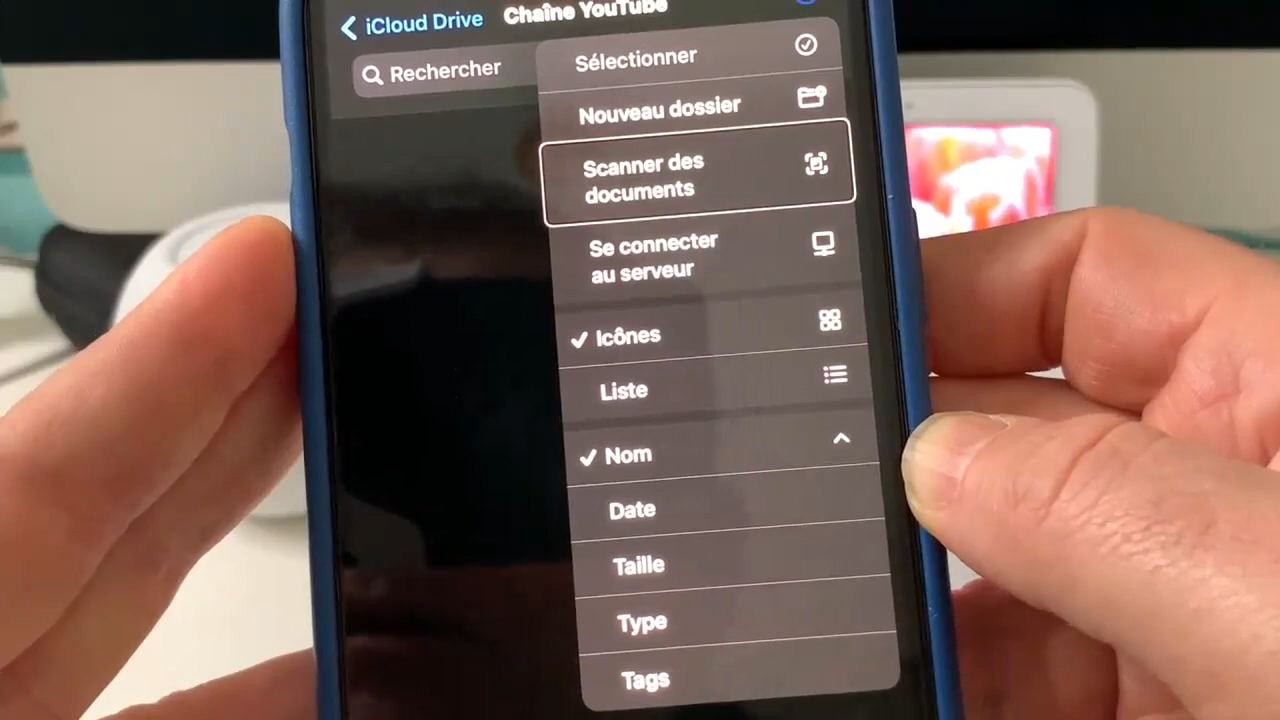 iCloud Drive
Chaîne YouTube
Rechercher
Sélectionner
Nouveau dossier
Scanner des
documents
Se connecter
au serveur
Icônes
Liste
Nom
Date
Taille
Type
Tags